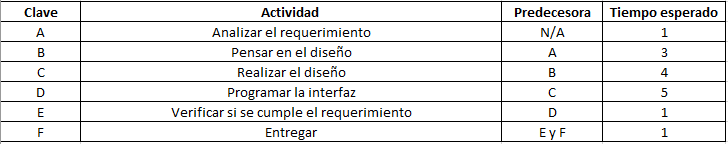 Clave Actividad Predecesora Tiempo esperado
A Analizar el requerimiento N/A 1
B Pensar en el diseño A 3
C Realizar el diseño B 4
D Programar la interfaz C 5
E Verificar si se cumple el requerimiento D 1
F Entregar E y F 1